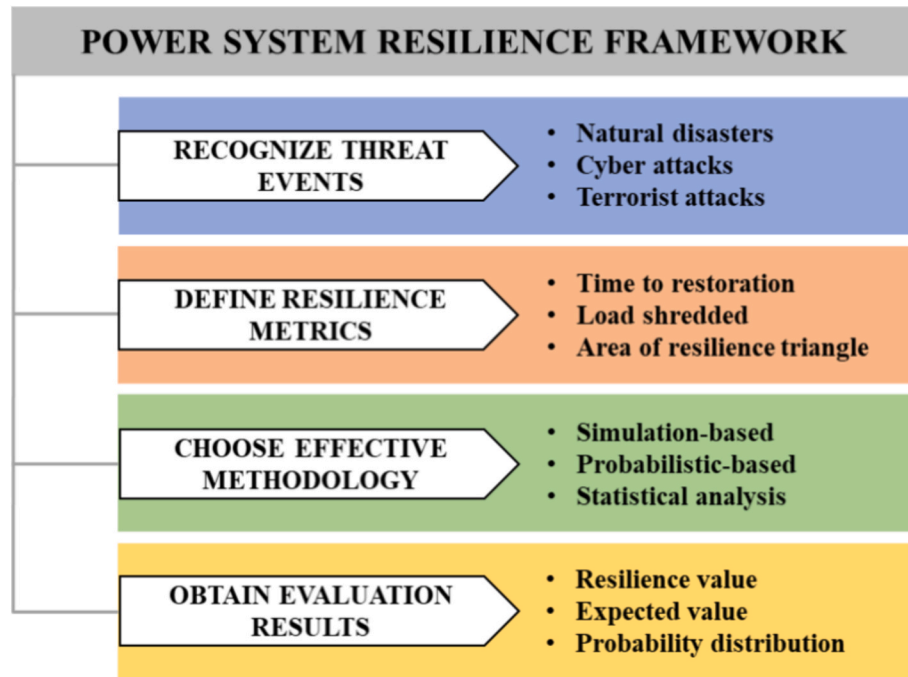 POWER SYSTEM RESILIENCE FRAMEWORK
RECOGNIZE THREAT
EVENTS
• Natural disasters
• Cyber attacks
• Terrorist attacks
DEFINE RESILIENCE
METRICS
• Time to restoration
• Load shredded
• Area of resilience triangle
CHOOSE EFFECTIVE
METHODOLOGY
• Simulation-based
• Probabilistic-based
• Statistical analysis
OBTAIN EVALUATION
RESULTS
• Resilience value
• Expected value
• Probability distribution